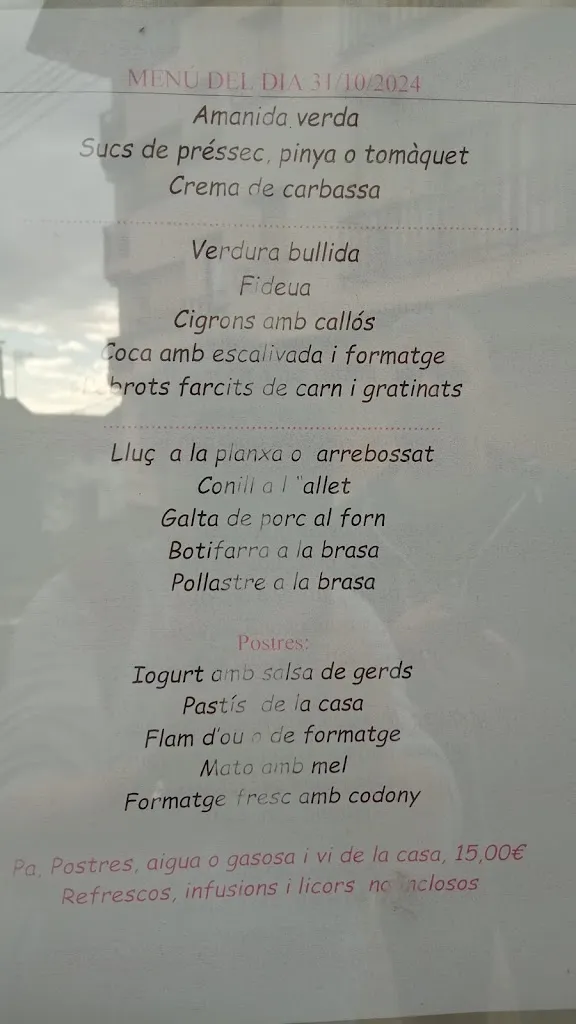 MENÚ DEL DIA 31/10/2024
Amanida verda
Sucs de préssec, pinya o tomàquet
Crema de carbassa
Verdura bullida
Fideua
Cigrons amb callós
Coca amb escalivada i formatge
farcits de carn i gratinats
Lluç a la planxa o arrebossat
Conill a l "allet
Galta de porc al forn
Botifarra a la brasa
Pollastre a la brasa
Postres:
Iogurt amb salsa de gerds
Pastís de la casa
Flam d'ou o de formatge
Mato amb mel
Formatge fresc amb codony
Pa, Postres, aigua o gasosa i vi de la casa, 15,00€
Refrescos, infusions i licors no inclosos